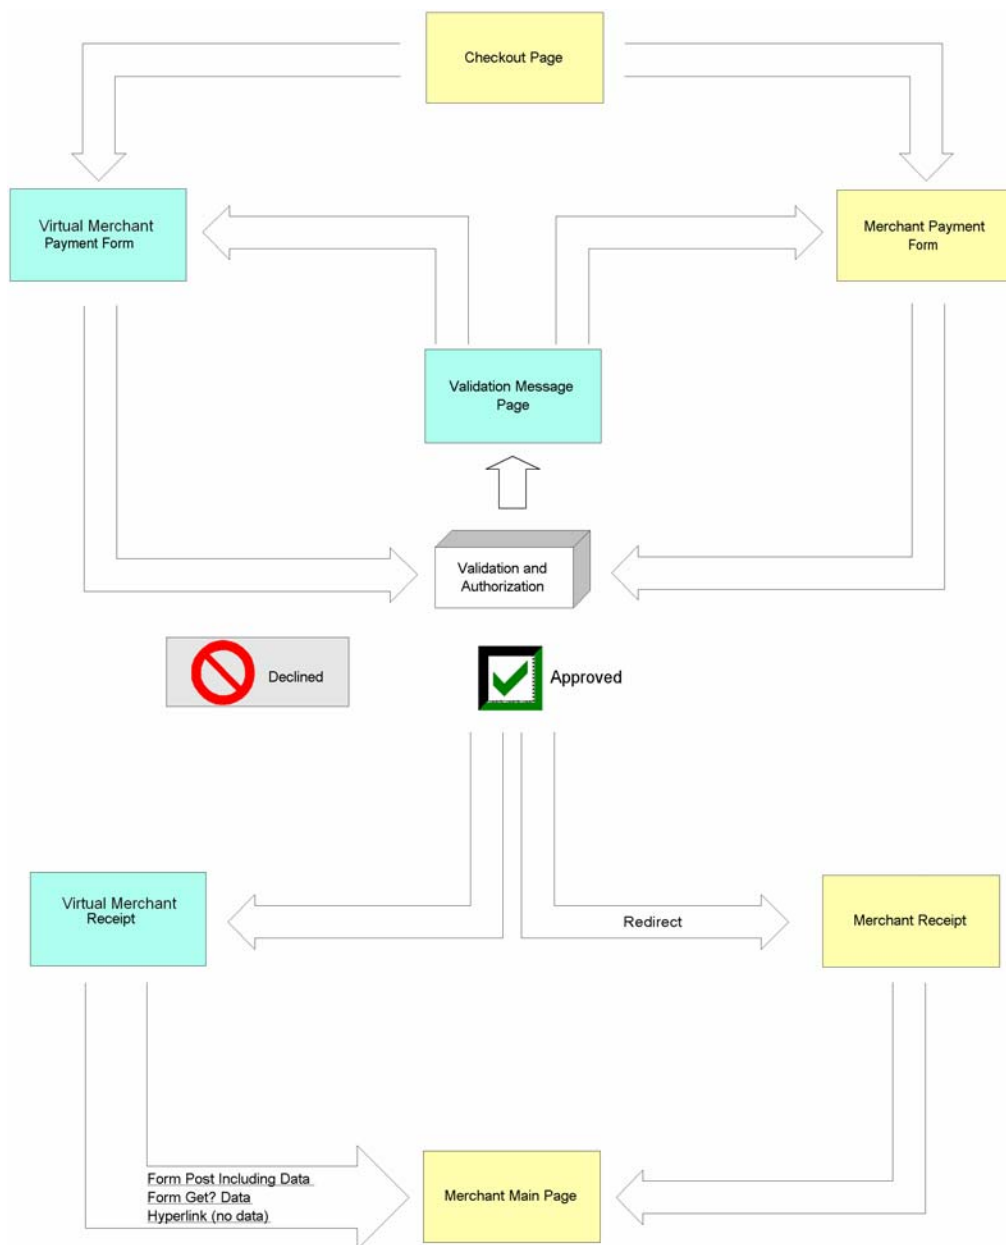 Checkout Page
Virtual Merchant
Payment Form
Merchant Payment
Form
Validation Message
Page
Validation and
Authorization
Declined
Approved
Virtual Merchant
Receipt
Redirect
Merchant Receipt
Form Post Including Data
Form Get? Data
Hyperlink (no data)
Merchant Main Page